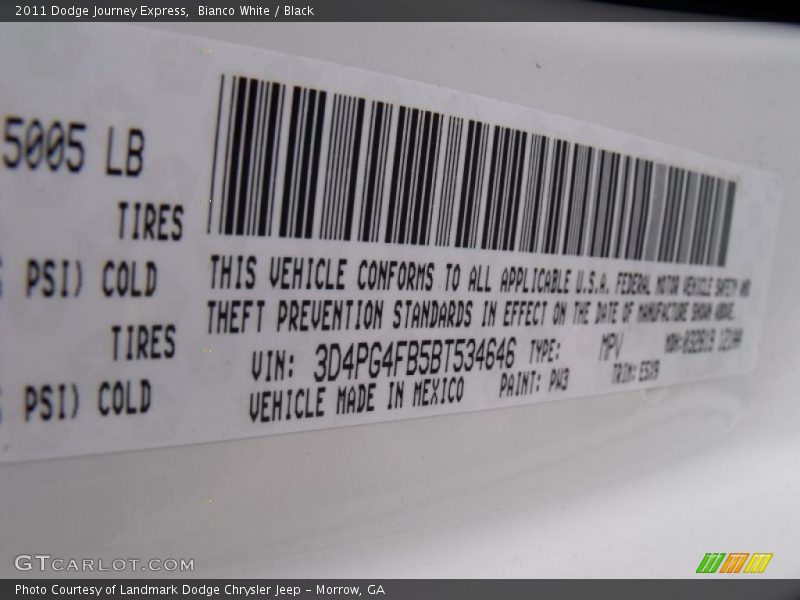 2011 Dodge Journey Express, Bianco White / Black
5005 LB
TIRES
PSI) COLD
TIRES
PSI) COLD
THIS VEHICLE CONFORMS TO ALL APPLICABLE U.S.A. FEDERAL MOTOR VEHICLE SAFETY AND
THEFT PREVENTION STANDARDS IN EFFECT ON THE DATE OF MANUFACTURE SHOWN ABOVE.
VIN: 3D4PG4FB5BT534646 TYPE: MPV MDH:
VEHICLE MADE IN MEXICO PAINT: PW3 TRIM:
GTCARLOT.COM
Photo Courtesy of Landmark Dodge Chrysler Jeep - Morrow, GA